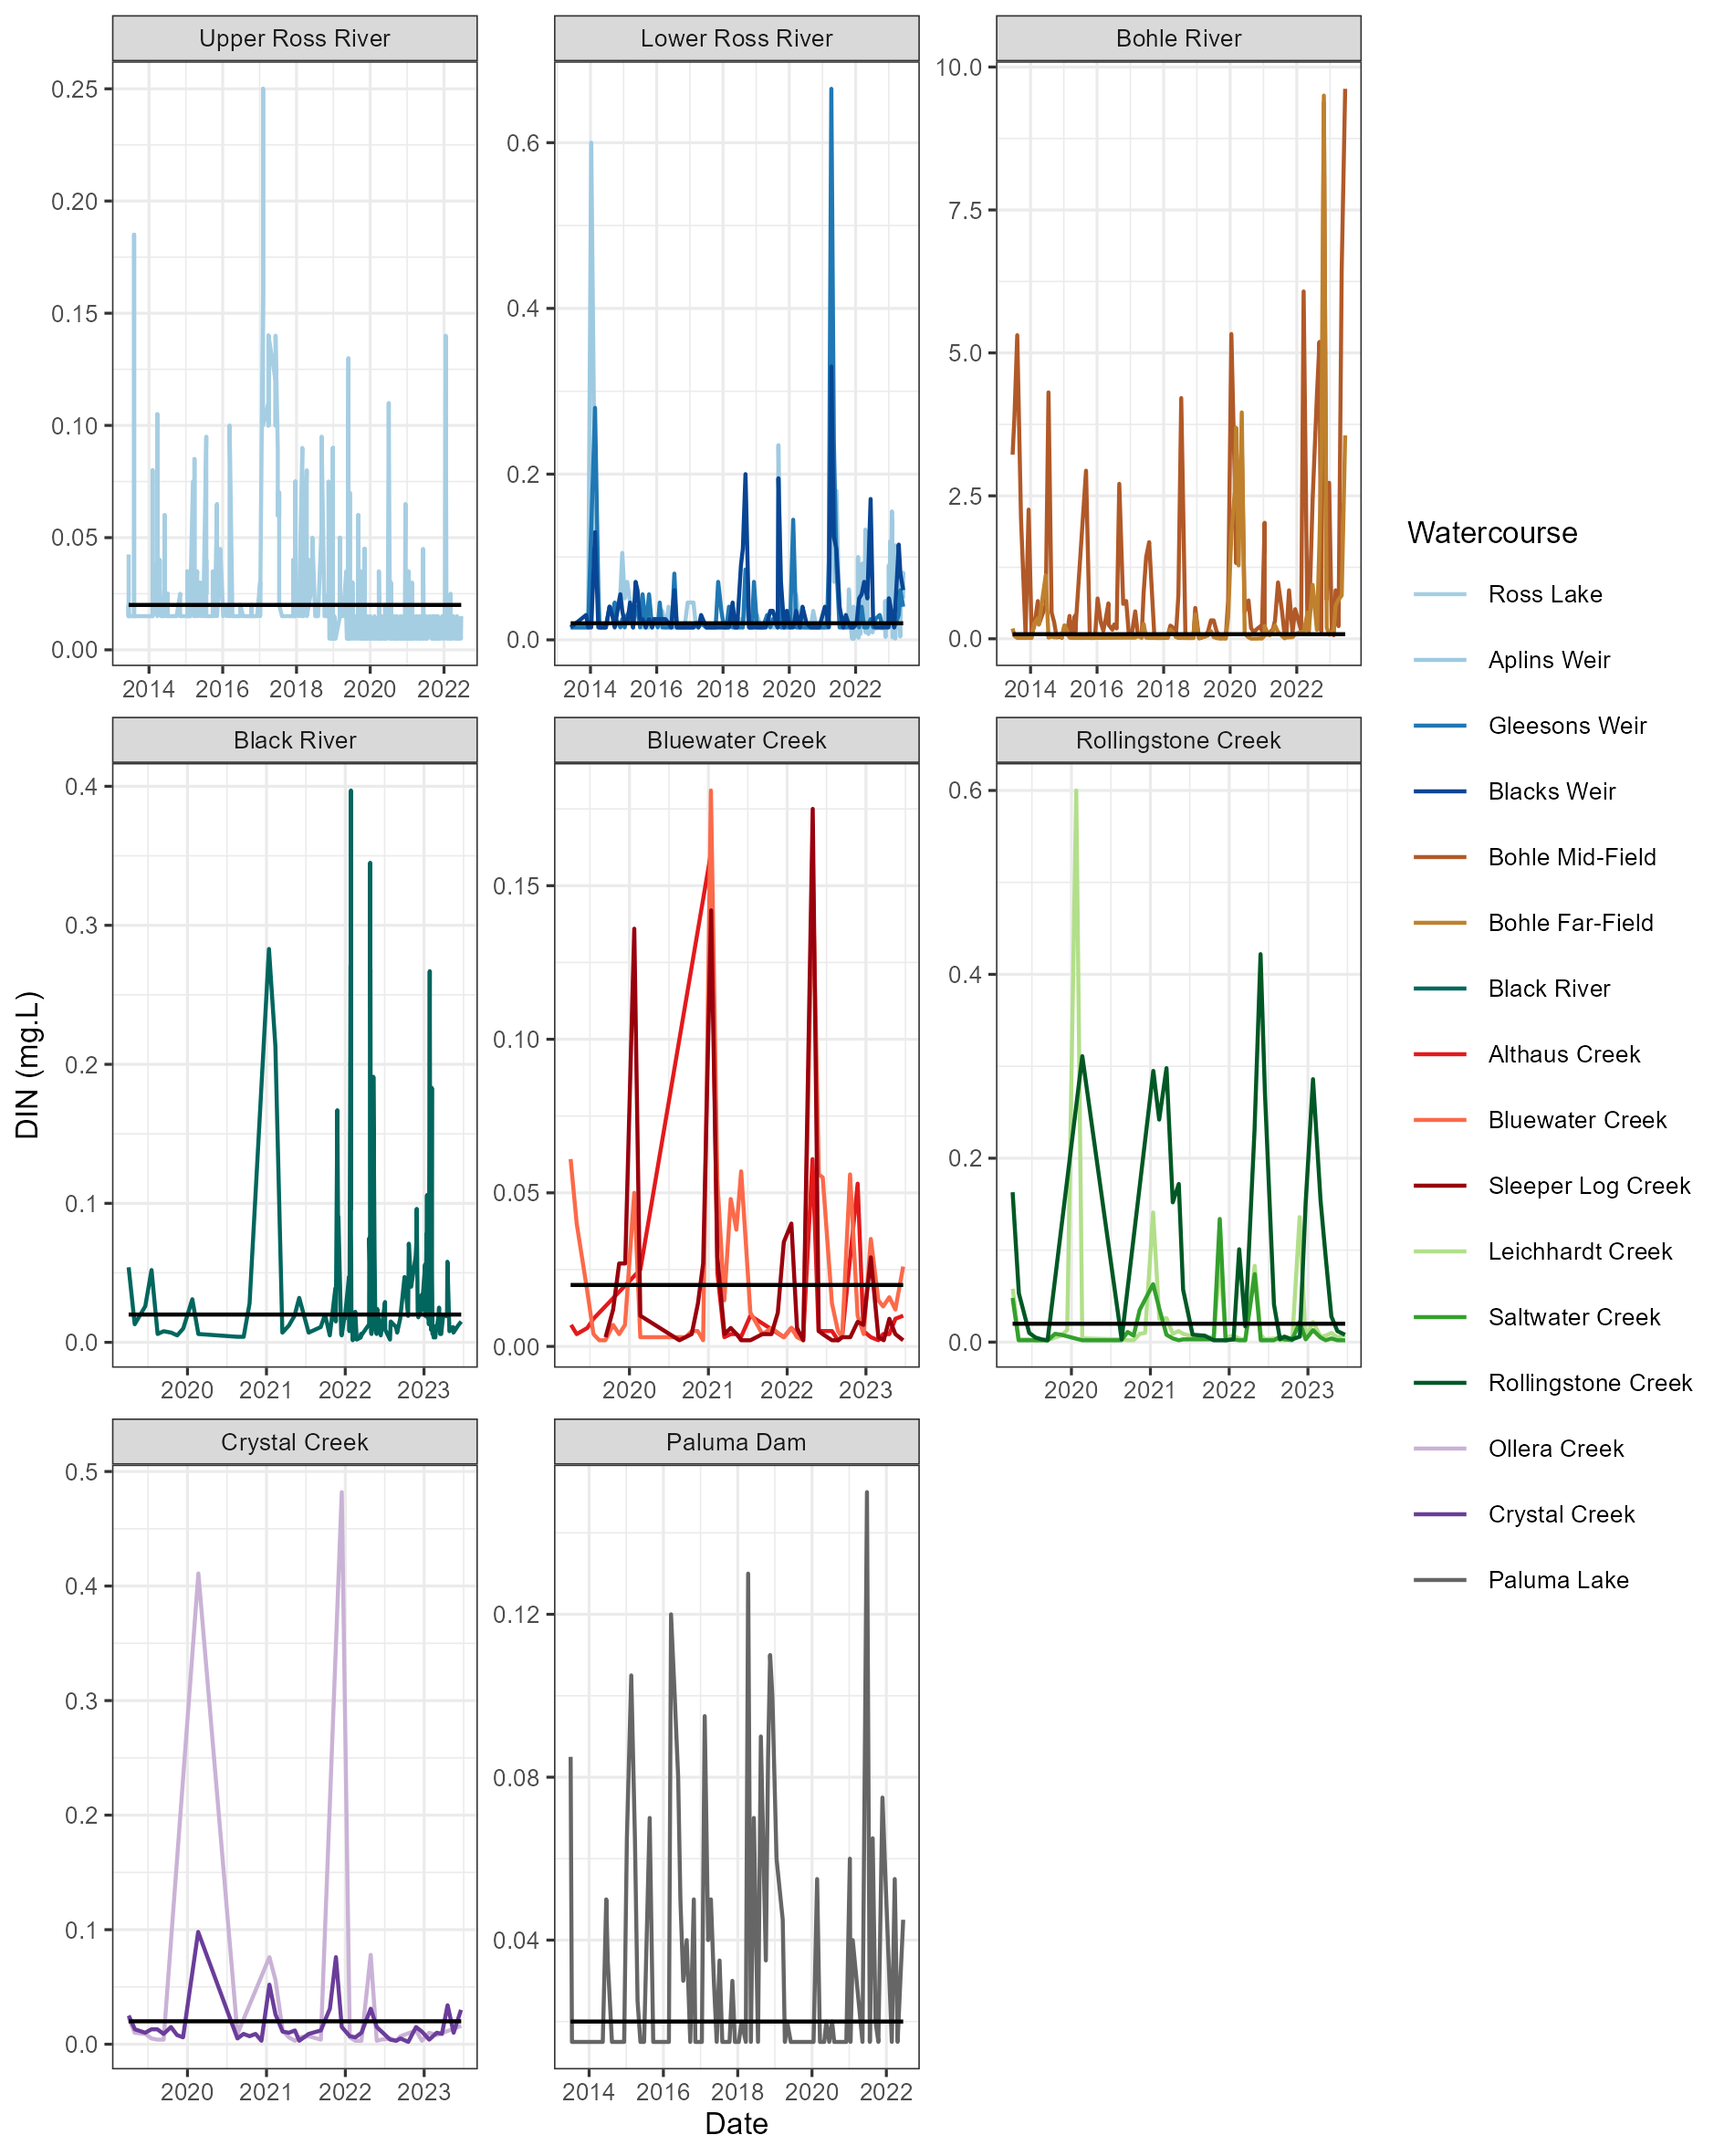 Upper Ross River
Lower Ross River
Bohle River
0.25
0.20
0.15
0.10
0.05
0.00
2014 2016 2018 2020 2022
0.6
0.4
0.2
0.0
2014 2016 2018 2020 2022
10.0
7.5
5.0
2.5
0.0
2014 2016 2018 2020 2022
Black River
Bluewater Creek
Rollingstone Creek
0.4
0.3
0.2
0.1
0.0
2020 2021 2022 2023
0.15
0.10
0.05
0.00
2020 2021 2022 2023
0.6
0.4
0.2
0.0
2020 2021 2022 2023
Crystal Creek
Paluma Dam
0.5
0.4
0.3
0.2
0.1
0.0
2020 2021 2022 2023
0.12
0.08
0.04
2014 2016 2018 2020 2022
DIN (mg.L)
Date
Watercourse
Ross Lake
Aplins Weir
Gleesons Weir
Blacks Weir
Bohle Mid-Field
Bohle Far-Field
Black River
Althaus Creek
Bluewater Creek
Sleeper Log Creek
Leichhardt Creek
Saltwater Creek
Rollingstone Creek
Ollera Creek
Crystal Creek
Paluma Lake